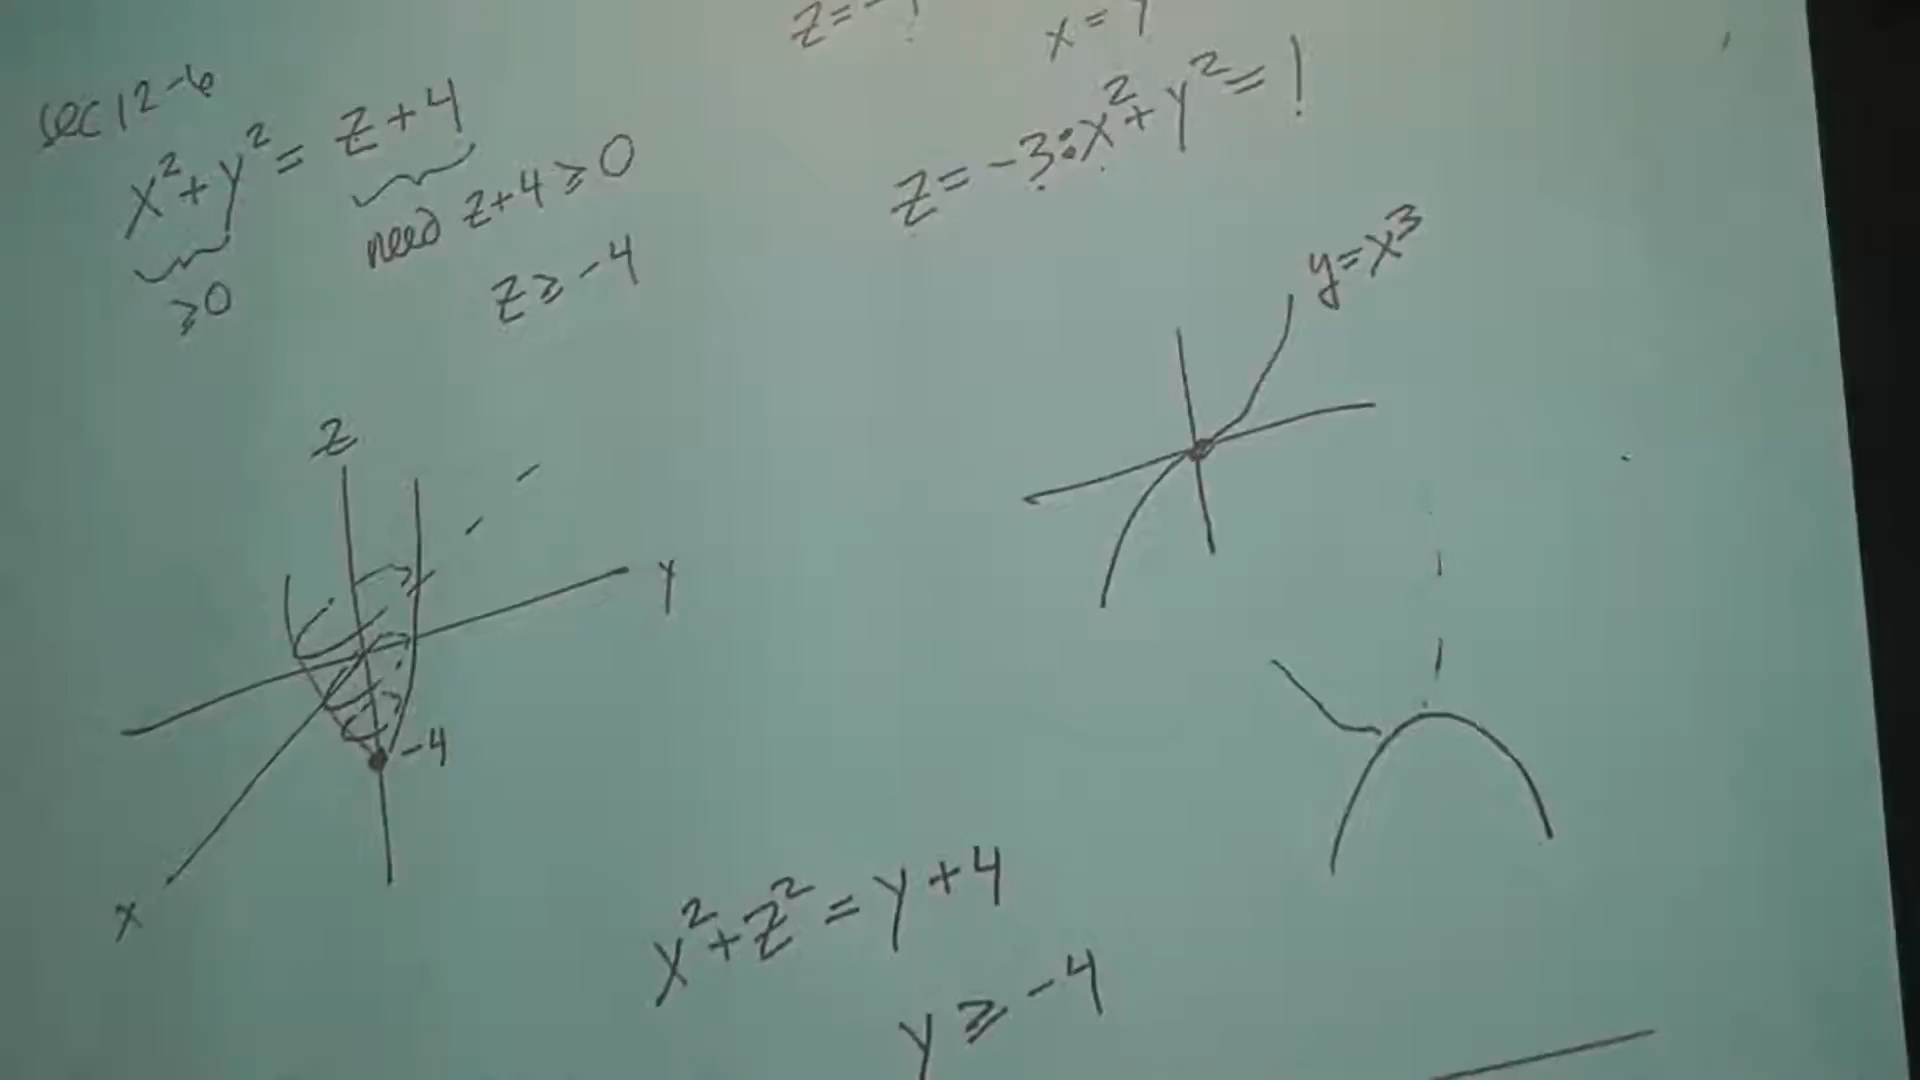 sec 12-6
x²+y² = z+4
≥0
need z+4 ≥ 0
z ≥ -4
z
y
-4
x
x = y
z = -3: x²+y² = 1
y = x³
x²+z² = y+4
y ≥ -4